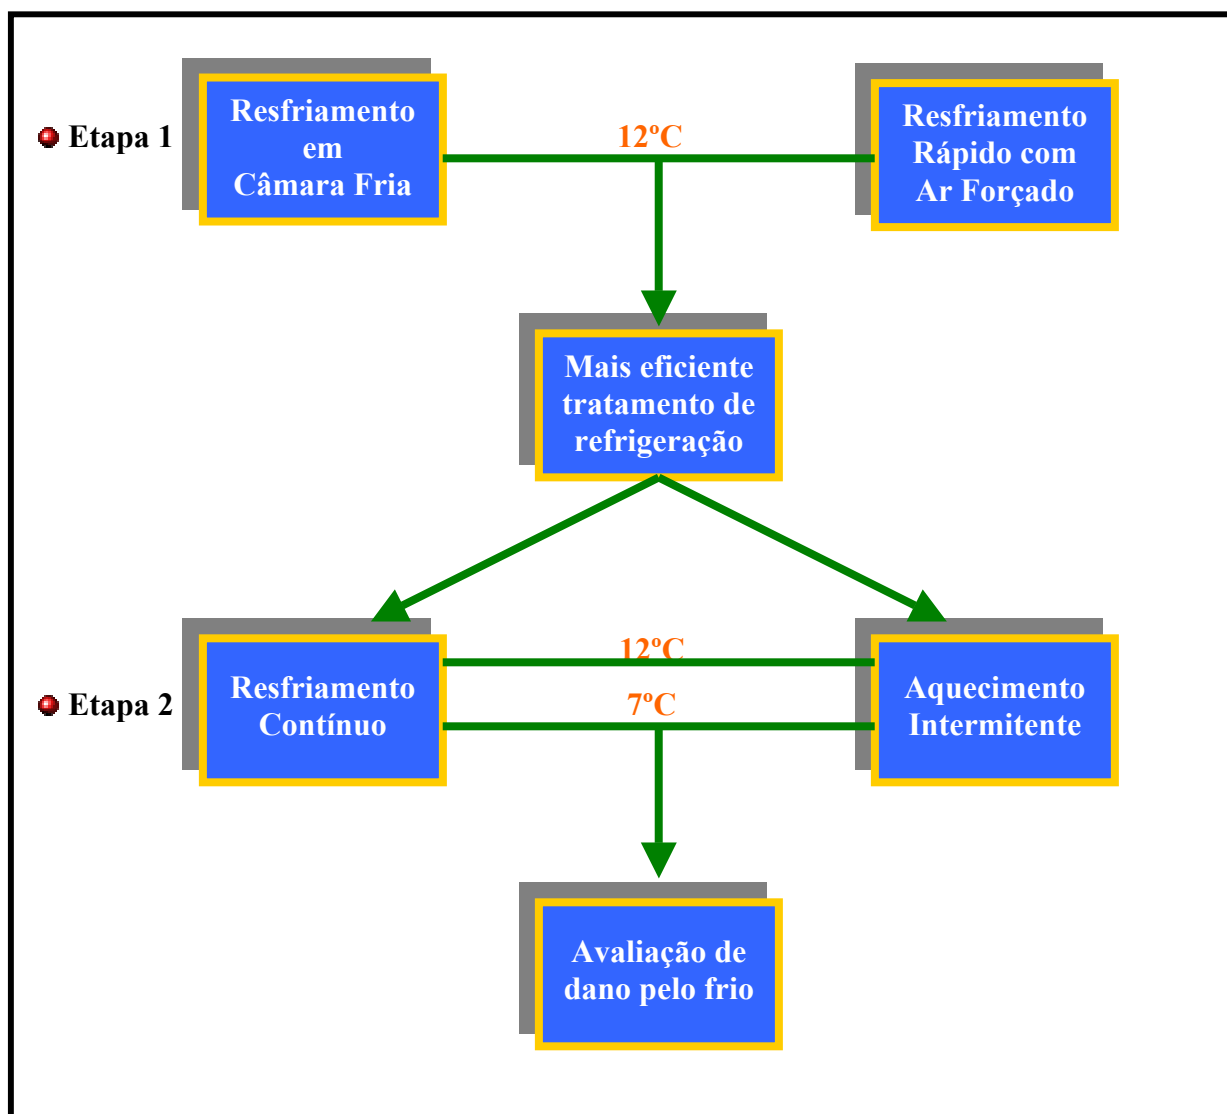 Etapa 1
Resfriamento
em
Câmara Fria
12ºC
Resfriamento
Rápido com
Ar Forçado
Mais eficiente
tratamento de
refrigeração
Etapa 2
Resfriamento
Contínuo
12ºC
7ºC
Aquecimento
Intermitente
Avaliação de
dano pelo frio